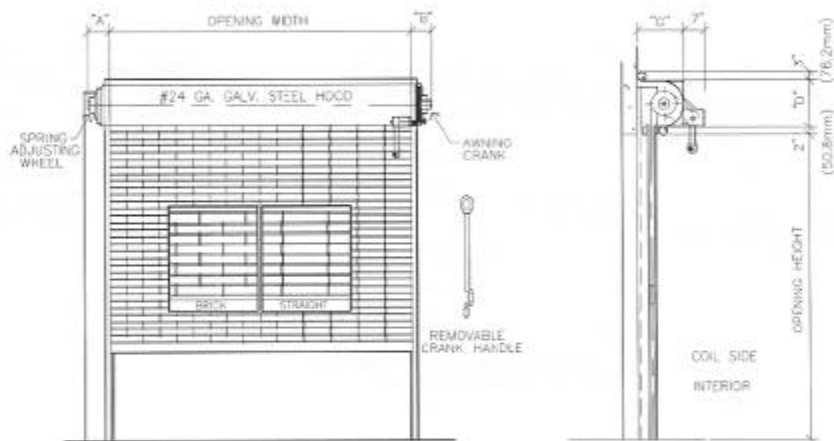 "A"
OPENING WIDTH
"B"
#24 GA. GALV. STEEL HOOD
SPRING
ADJUSTING
WHEEL
AWNING
CRANK
BRICK
STRAIGHT
REMOVABLE
CRANK HANDLE
"G"
7"
3"
(76.2mm)
"D"
2"
(50.8mm)
OPENING HEIGHT
COIL SIDE
INTERIOR